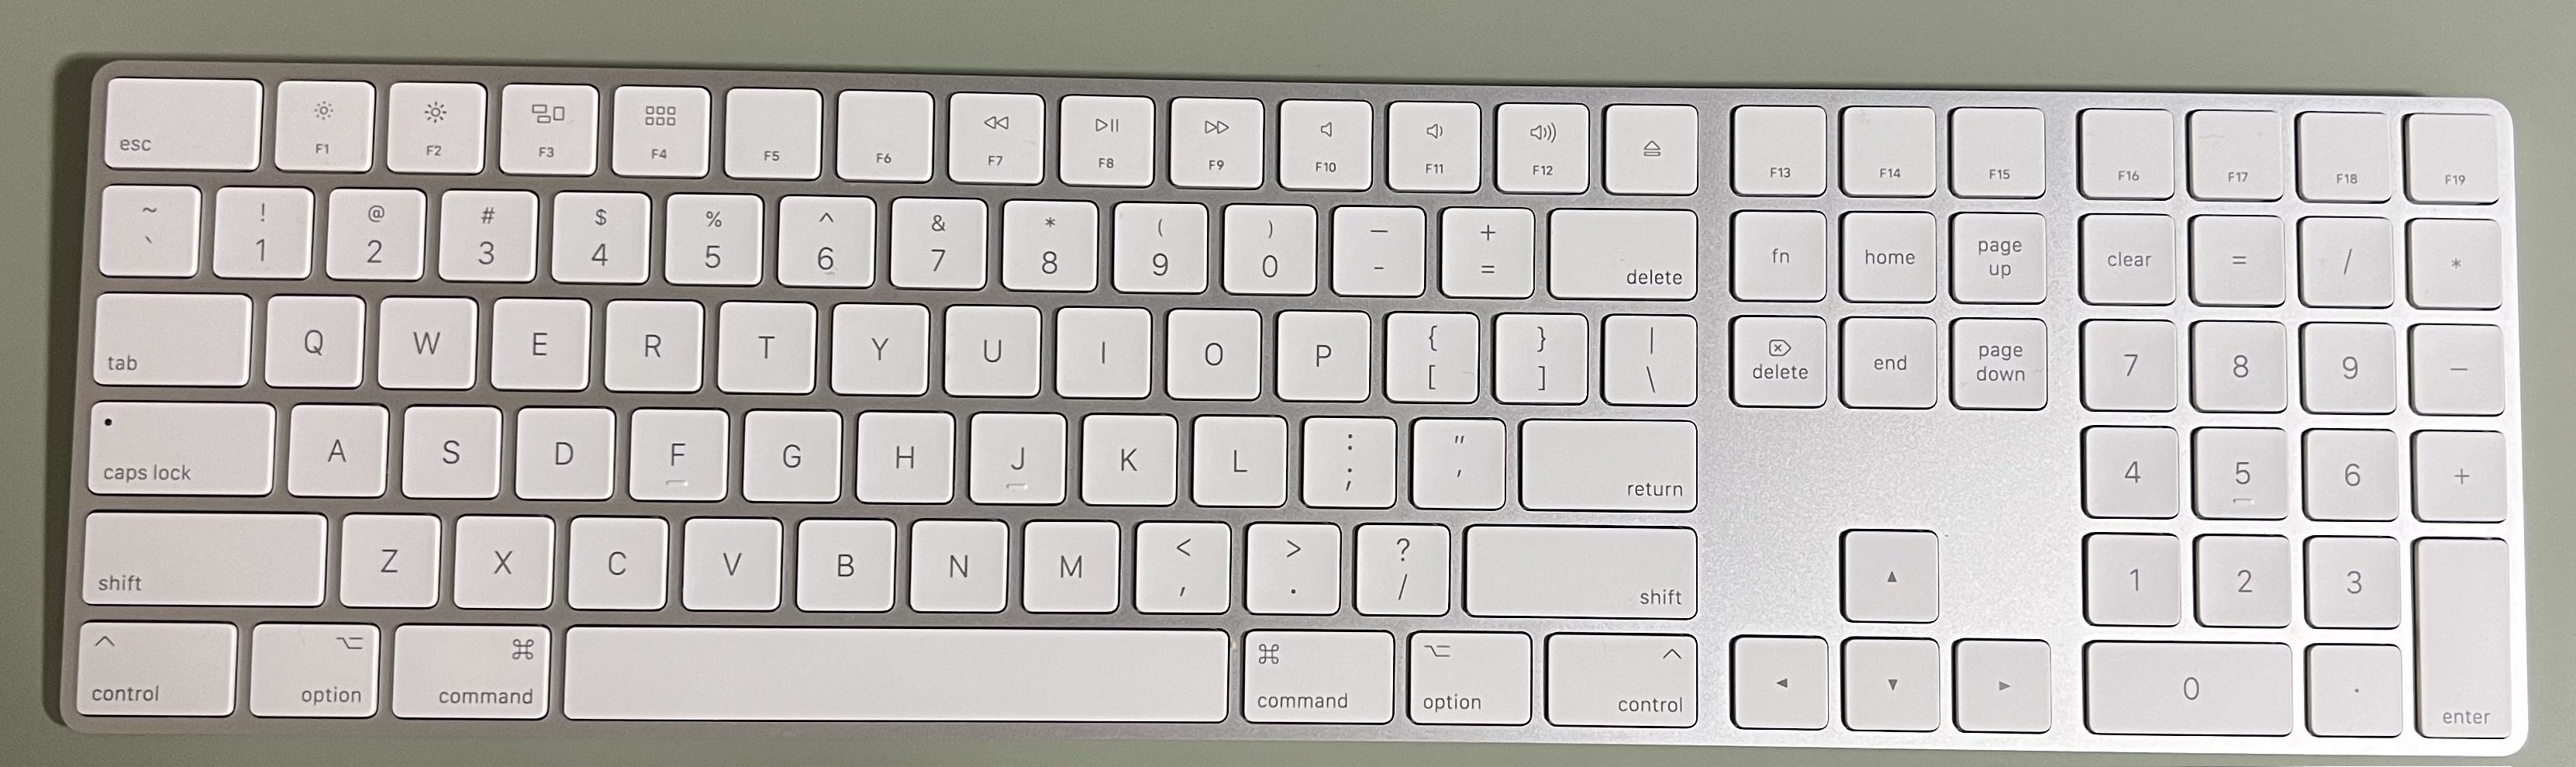 esc F1 F2 F3 F4 F5 F6 F7 F8 F9 F10 F11 F12 F13 F14 F15 F16 F17 F18 F19
~ ! @ # $ % ^ & * ( ) — +
` 1 2 3 4 5 6 7 8 9 0 - = delete fn home page up clear = / *
tab Q W E R T Y U I O P { } |
[ ] \ ⌦ delete end page down 7 8 9 —
caps lock A S D F G H J K L : "
; ' return 4 5 6 +
shift Z X C V B N M < > ?
, . / shift ▲ 1 2 3
^ ⌥ ⌘ ⌘ ⌥ ^
control option command command option control ◀ ▼ ▶ 0 . enter